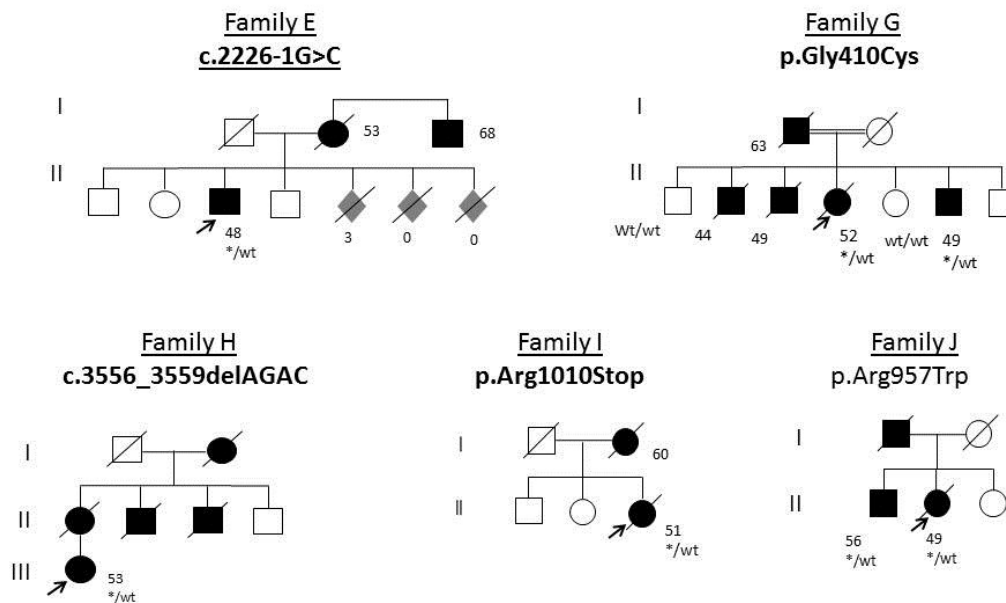 Family E
c.2226-1G>C
I
53
68
II
48
*/wt
3
0
0
Family G
p.Gly410Cys
I
63
II
Wt/wt
44
49
52
*/wt
wt/wt
49
*/wt
Family H
c.3556_3559delAGAC
I
II
III
53
*/wt
Family I
p.Arg1010Stop
I
60
II
51
*/wt
Family J
p.Arg957Trp
I
II
56
*/wt
49
*/wt